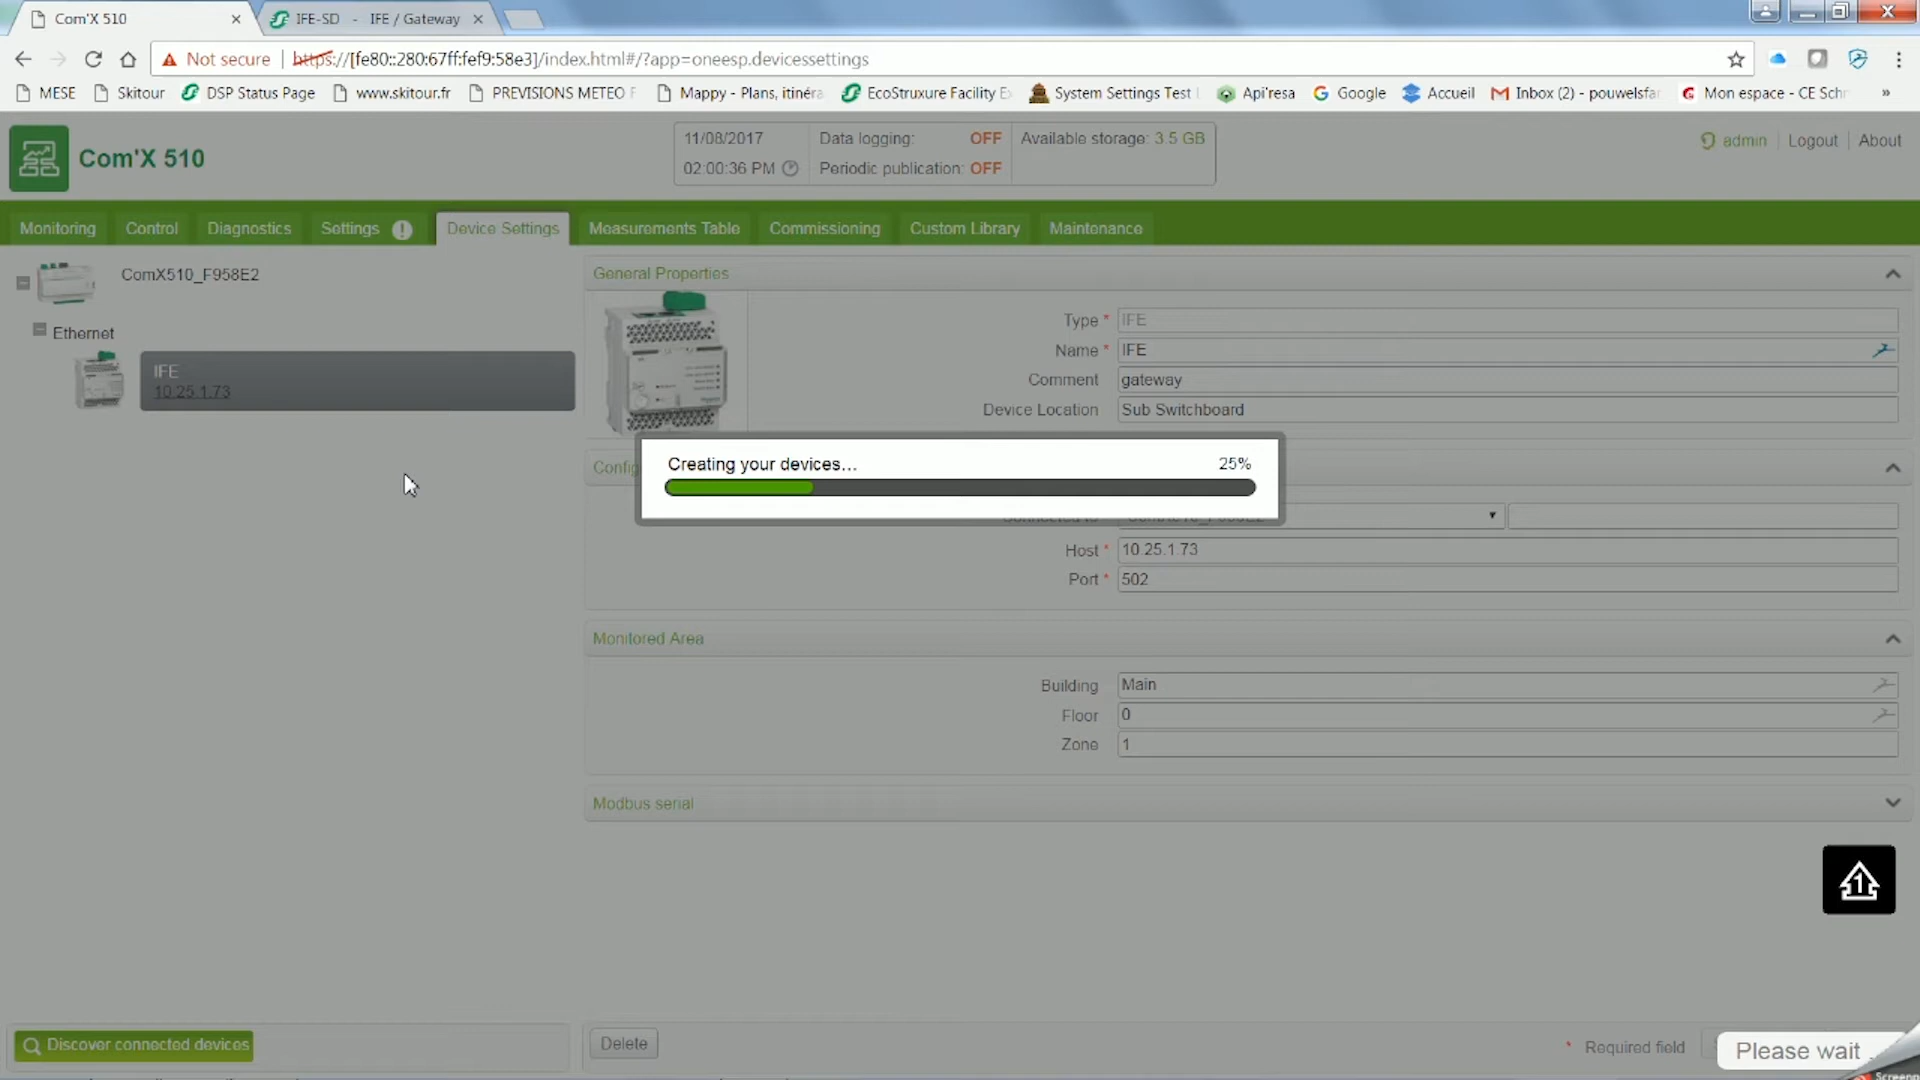 Com'X 510
IFE-SD - IFE / Gateway
Not secure https://[fe80::280:67ff:fef9:58e3]/index.html#/?app=oneesp.devicessettings
MESE Skitour DSP Status Page www.skitour.fr PREVISIONS METEO F Mappy - Plans, itinéra EcoStruxure Facility Ex System Settings Test Api'resa Google Accueil Inbox (2) - pouwelsfar Mon espace - CE Schn »
Com'X 510
11/08/2017
02:00:36 PM
Data logging: OFF
Periodic publication: OFF
Available storage: 3.5 GB
admin Logout About
Monitoring Control Diagnostics Settings ! Device Settings Measurements Table Commissioning Custom Library Maintenance
ComX510_F958E2
Ethernet
IFE
10.25.1.73
General Properties
Type * IFE
Name * IFE
Comment gateway
Device Location Sub Switchboard
Config
Creating your devices... 25%
Host * 10.25.1.73
Port * 502
Monitored Area
Building Main
Floor 0
Zone 1
Modbus serial
1
Discover connected devices
Delete
* Required field
Please wait